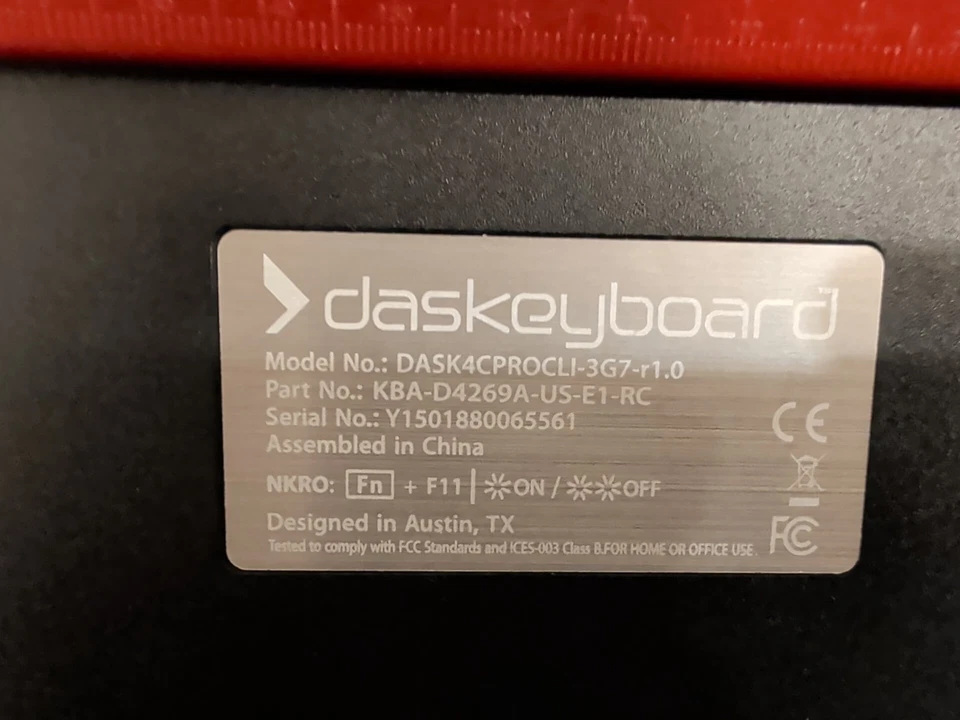 daskeyboard™
Model No.: DASK4CPROCLI-3G7-r1.0
Part No.: KBA-D4269A-US-E1-RC
Serial No.: Y1501880065561
Assembled in China
CE
NKRO: Fn + F11 | ON / OFF
Designed in Austin, TX
Tested to comply with FCC Standards and ICES-003 Class B.FOR HOME OR OFFICE USE
FC